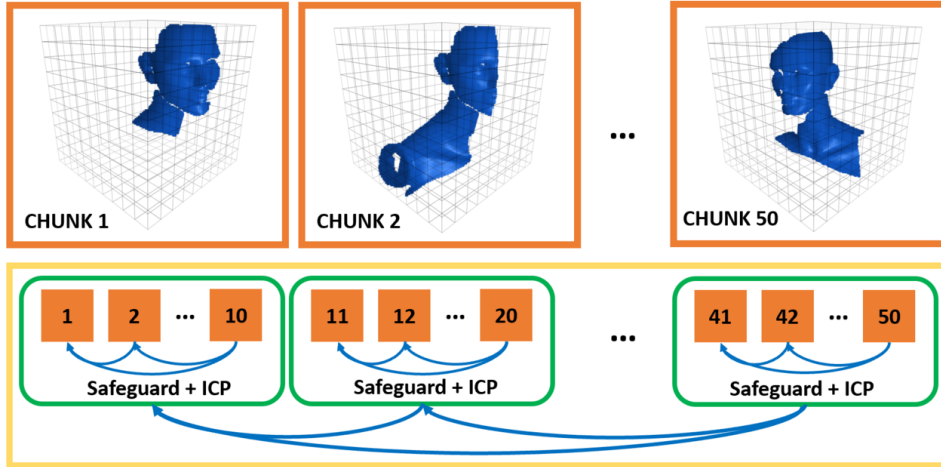 ...
CHUNK 1
CHUNK 2
CHUNK 50
1 2 ... 10
11 12 ... 20
...
41 42 ... 50
Safeguard + ICP
Safeguard + ICP
Safeguard + ICP